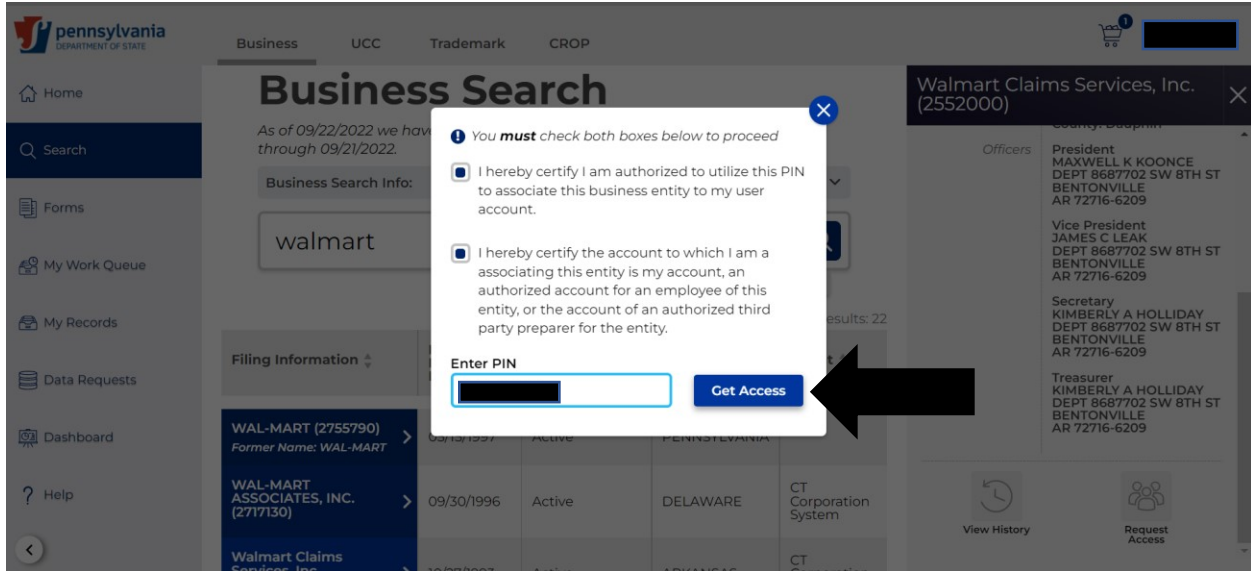 pennsylvania
DEPARTMENT OF STATE
Business
UCC
Trademark
CROP
1
Home
Search
Forms
My Work Queue
My Records
Data Requests
Dashboard
Help
Business Search
As of 09/22/2022 we hav
through 09/21/2022.
Business Search Info:
walmart
esults: 22
Filing Information
WAL-MART (2755790)
Former Name: WAL-MART
Active
PENNSYLVANIA
WAL-MART
ASSOCIATES, INC.
(2717130)
09/30/1996
Active
DELAWARE
CT
Corporation
System
Walmart Claims
Services, Inc.
CT
You must check both boxes below to proceed
I hereby certify I am authorized to utilize this PIN
to associate this business entity to my user
account.
I hereby certify the account to which I am a
associating this entity is my account, an
authorized account for an employee of this
entity, or the account of an authorized third
party preparer for the entity.
Enter PIN
Get Access
Walmart Claims Services, Inc.
(2552000)
County: Dauphin
Officers
President
MAXWELL K KOONCE
DEPT 8687702 SW 8TH ST
BENTONVILLE
AR 72716-6209
Vice President
JAMES C LEAK
DEPT 8687702 SW 8TH ST
BENTONVILLE
AR 72716-6209
Secretary
KIMBERLY A HOLLIDAY
DEPT 8687702 SW 8TH ST
BENTONVILLE
AR 72716-6209
Treasurer
KIMBERLY A HOLLIDAY
DEPT 8687702 SW 8TH ST
BENTONVILLE
AR 72716-6209
View History
Request
Access